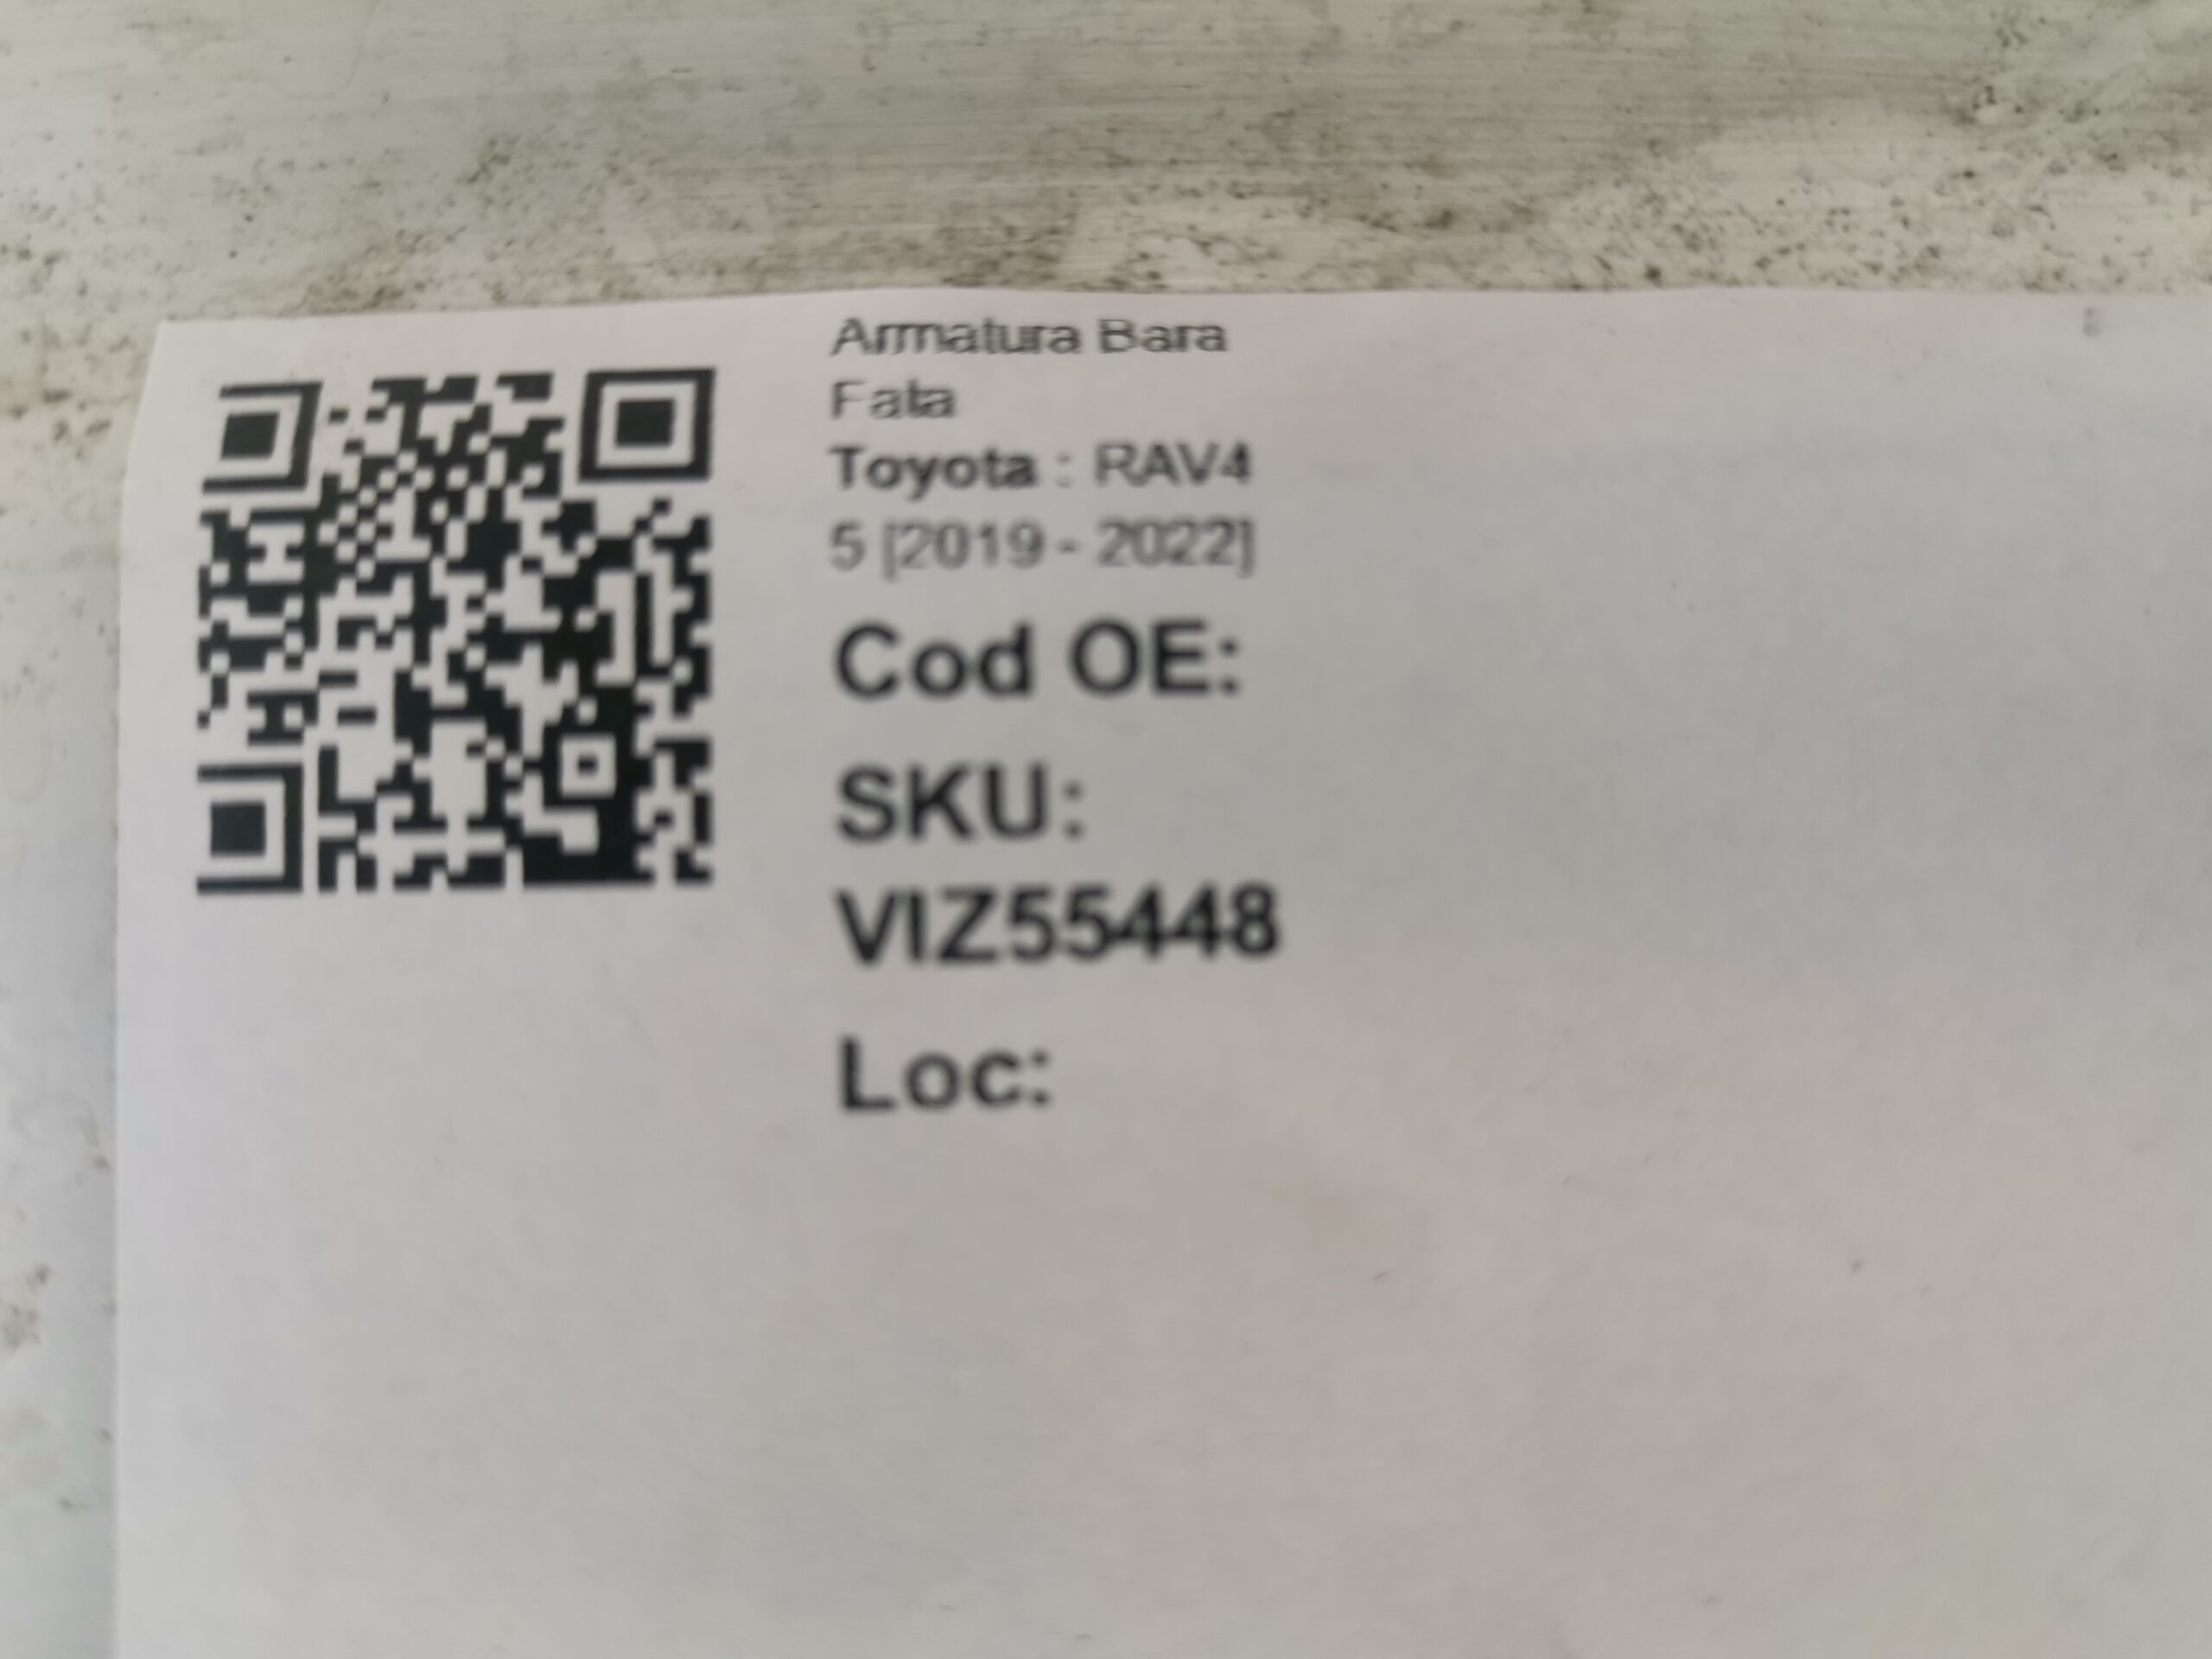 Armatura Bara
Fata
Toyota : RAV4
5 [2019 - 2022]
Cod OE:
SKU:
VIZ55448
Loc: